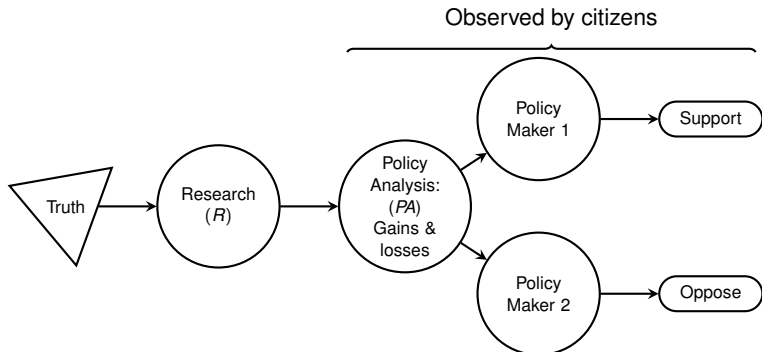 Observed by citizens
Truth
Research
(R)
Policy
Analysis:
(PA)
Gains &
losses
Policy
Maker 1
Support
Policy
Maker 2
Oppose